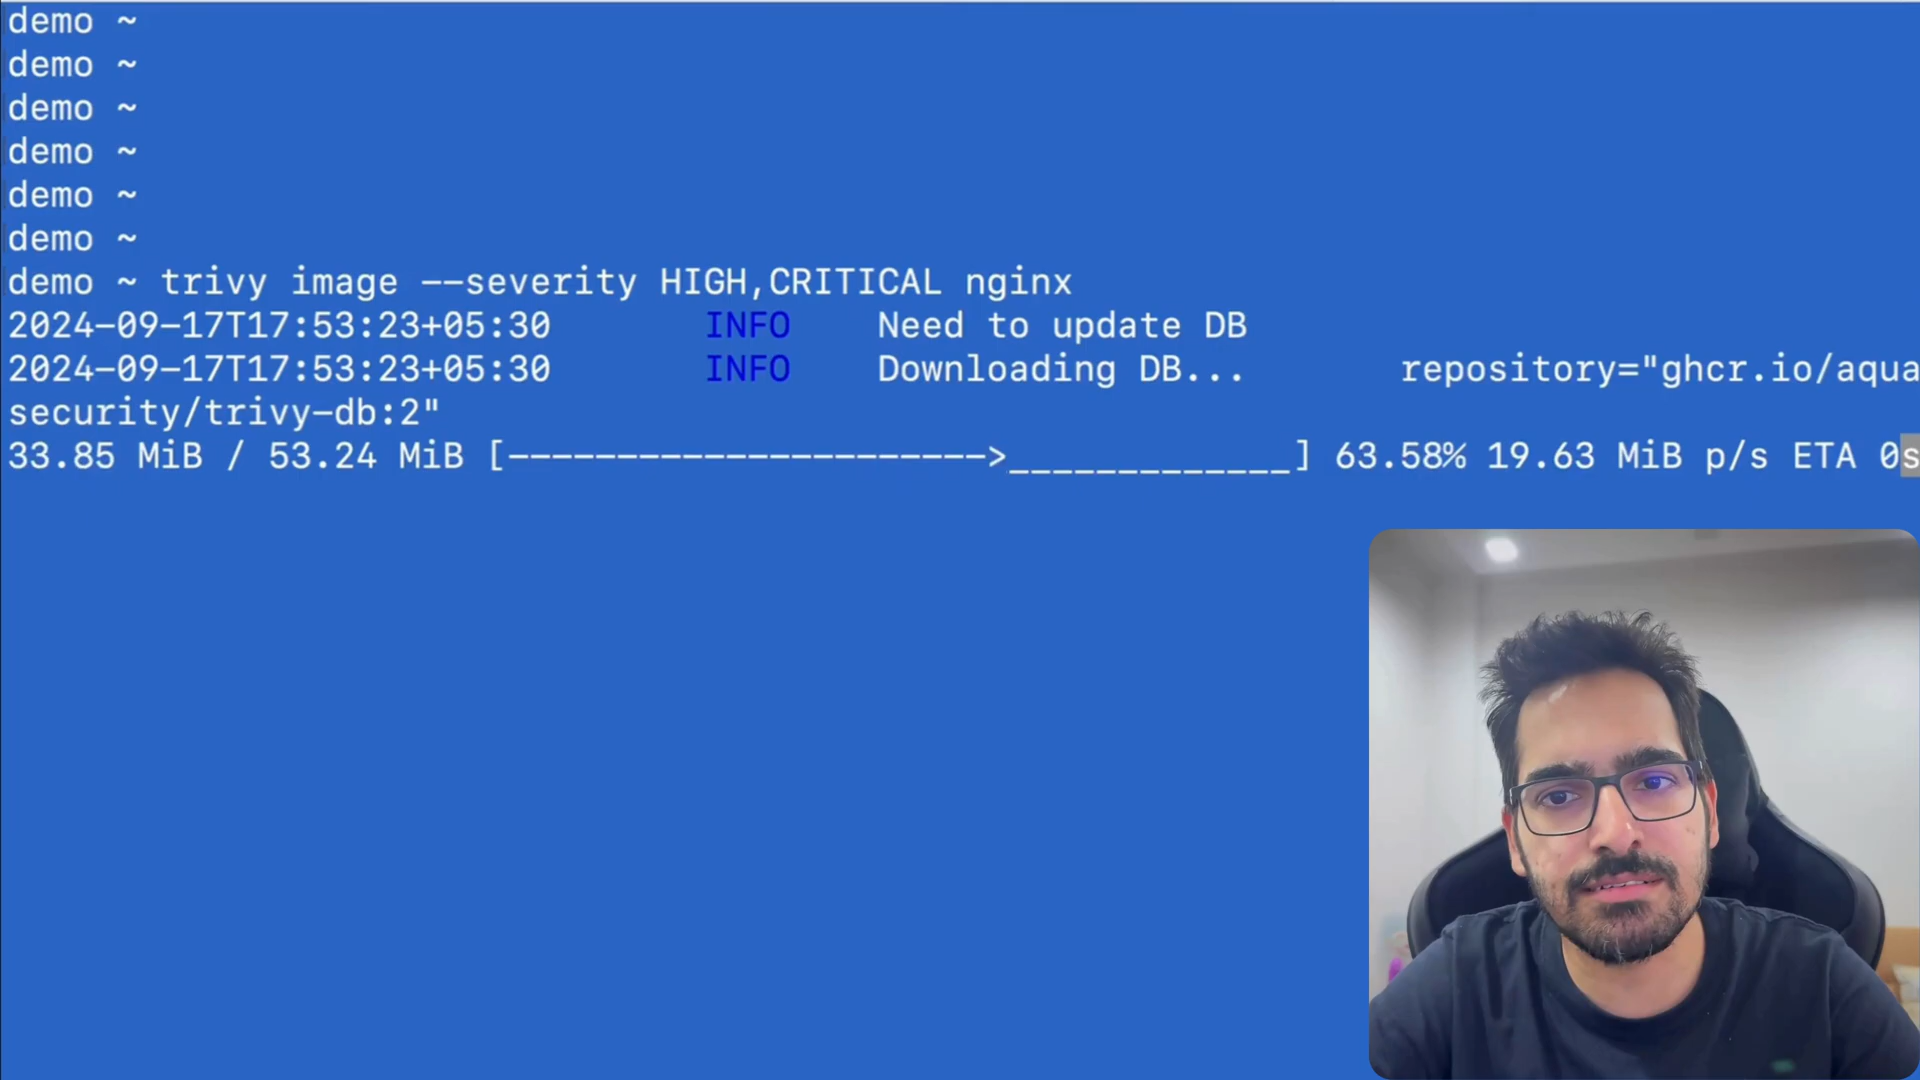 demo ~
demo ~
demo ~
demo ~
demo ~
demo ~
demo ~ trivy image --severity HIGH,CRITICAL nginx
2024-09-17T17:53:23+05:30 INFO Need to update DB
2024-09-17T17:53:23+05:30 INFO Downloading DB... repository="ghcr.io/aqua
security/trivy-db:2"
33.85 MiB / 53.24 MiB [---------------------->_____________] 63.58% 19.63 MiB p/s ETA 0s